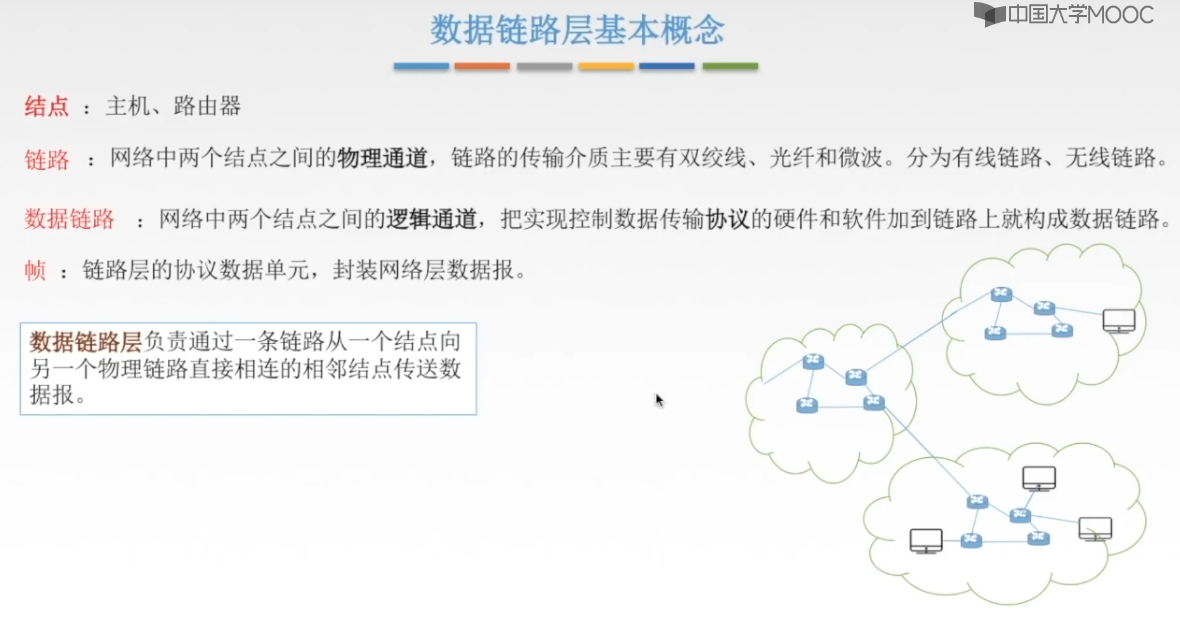 中国大学MOOC
数据链路层基本概念
结点 ：主机、路由器
链路 ：网络中两个结点之间的物理通道，链路的传输介质主要有双绞线、光纤和微波。分为有线链路、无线链路。
数据链路 ：网络中两个结点之间的逻辑通道，把实现控制数据传输协议的硬件和软件加到链路上就构成数据链路。
帧 ：链路层的协议数据单元，封装网络层数据报。
数据链路层负责通过一条链路从一个结点向
另一个物理链路直接相连的相邻结点传送数
据报。